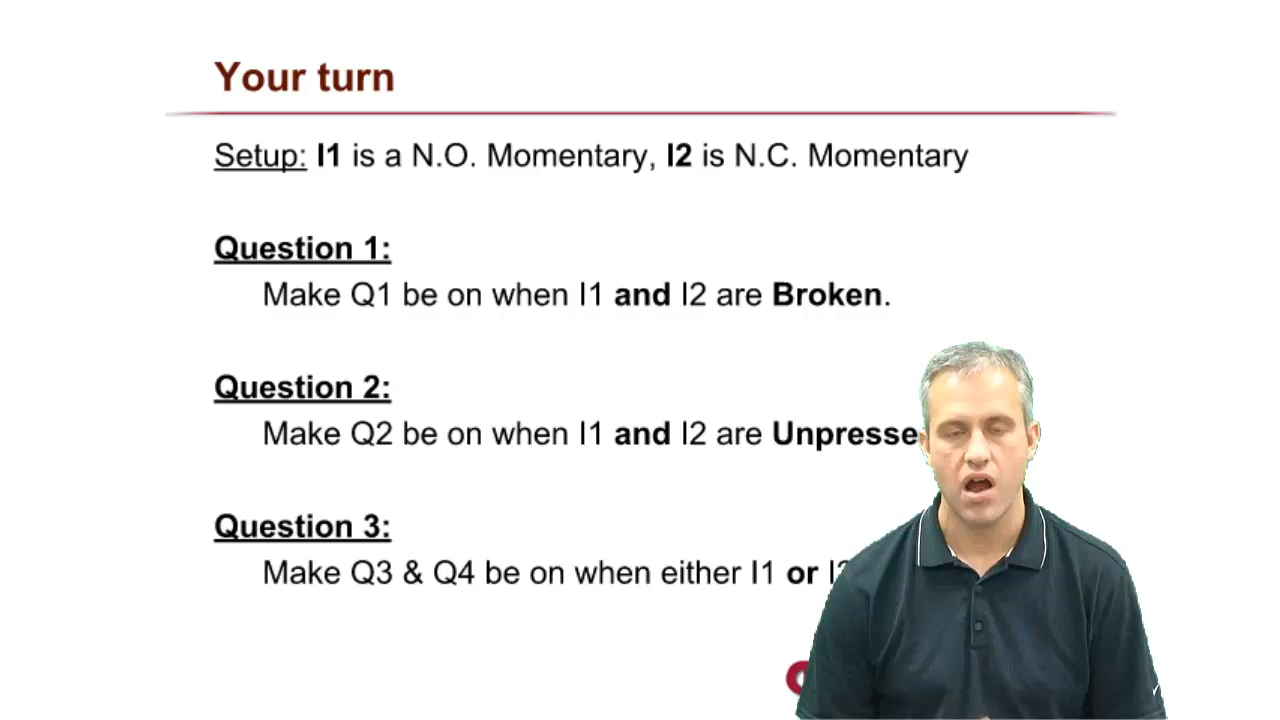 Your turn
Setup: I1 is a N.O. Momentary, I2 is N.C. Momentary
Question 1:
Make Q1 be on when I1 and I2 are Broken.
Question 2:
Make Q2 be on when I1 and I2 are
Question 3:
Make Q3 & Q4 be on when either I1 or